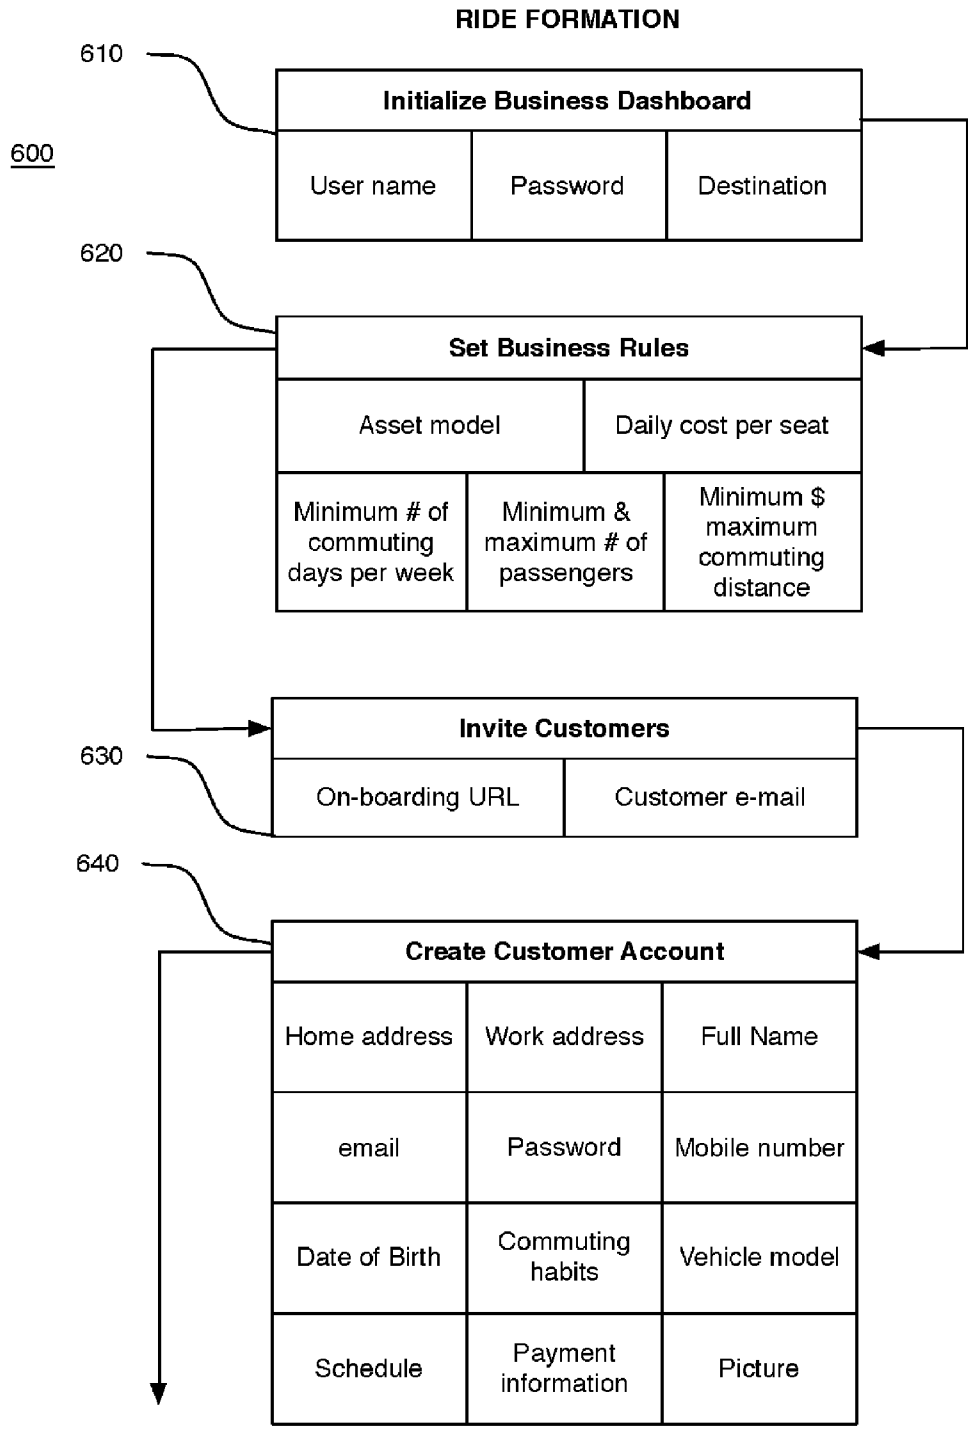 RIDE FORMATION
610
Initialize Business Dashboard
600
User name
Password
Destination
620
Set Business Rules
Asset model
Daily cost per seat
Minimum # of
commuting
days per week
Minimum &
maximum # of
passengers
Minimum $
maximum
commuting
distance
Invite Customers
630
On-boarding URL
Customer e-mail
640
Create Customer Account
Home address
Work address
Full Name
email
Password
Mobile number
Date of Birth
Commuting
habits
Vehicle model
Schedule
Payment
information
Picture